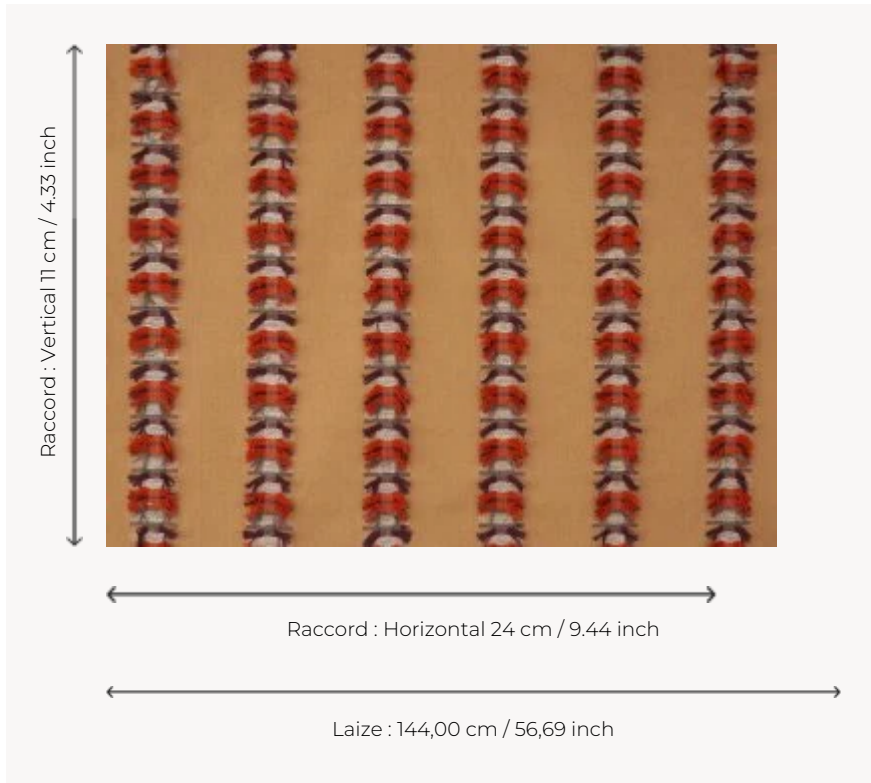 Raccord : Vertical 11 cm / 4.33 inch
Raccord : Horizontal 24 cm / 9.44 inch
Laize : 144,00 cm / 56,69 inch